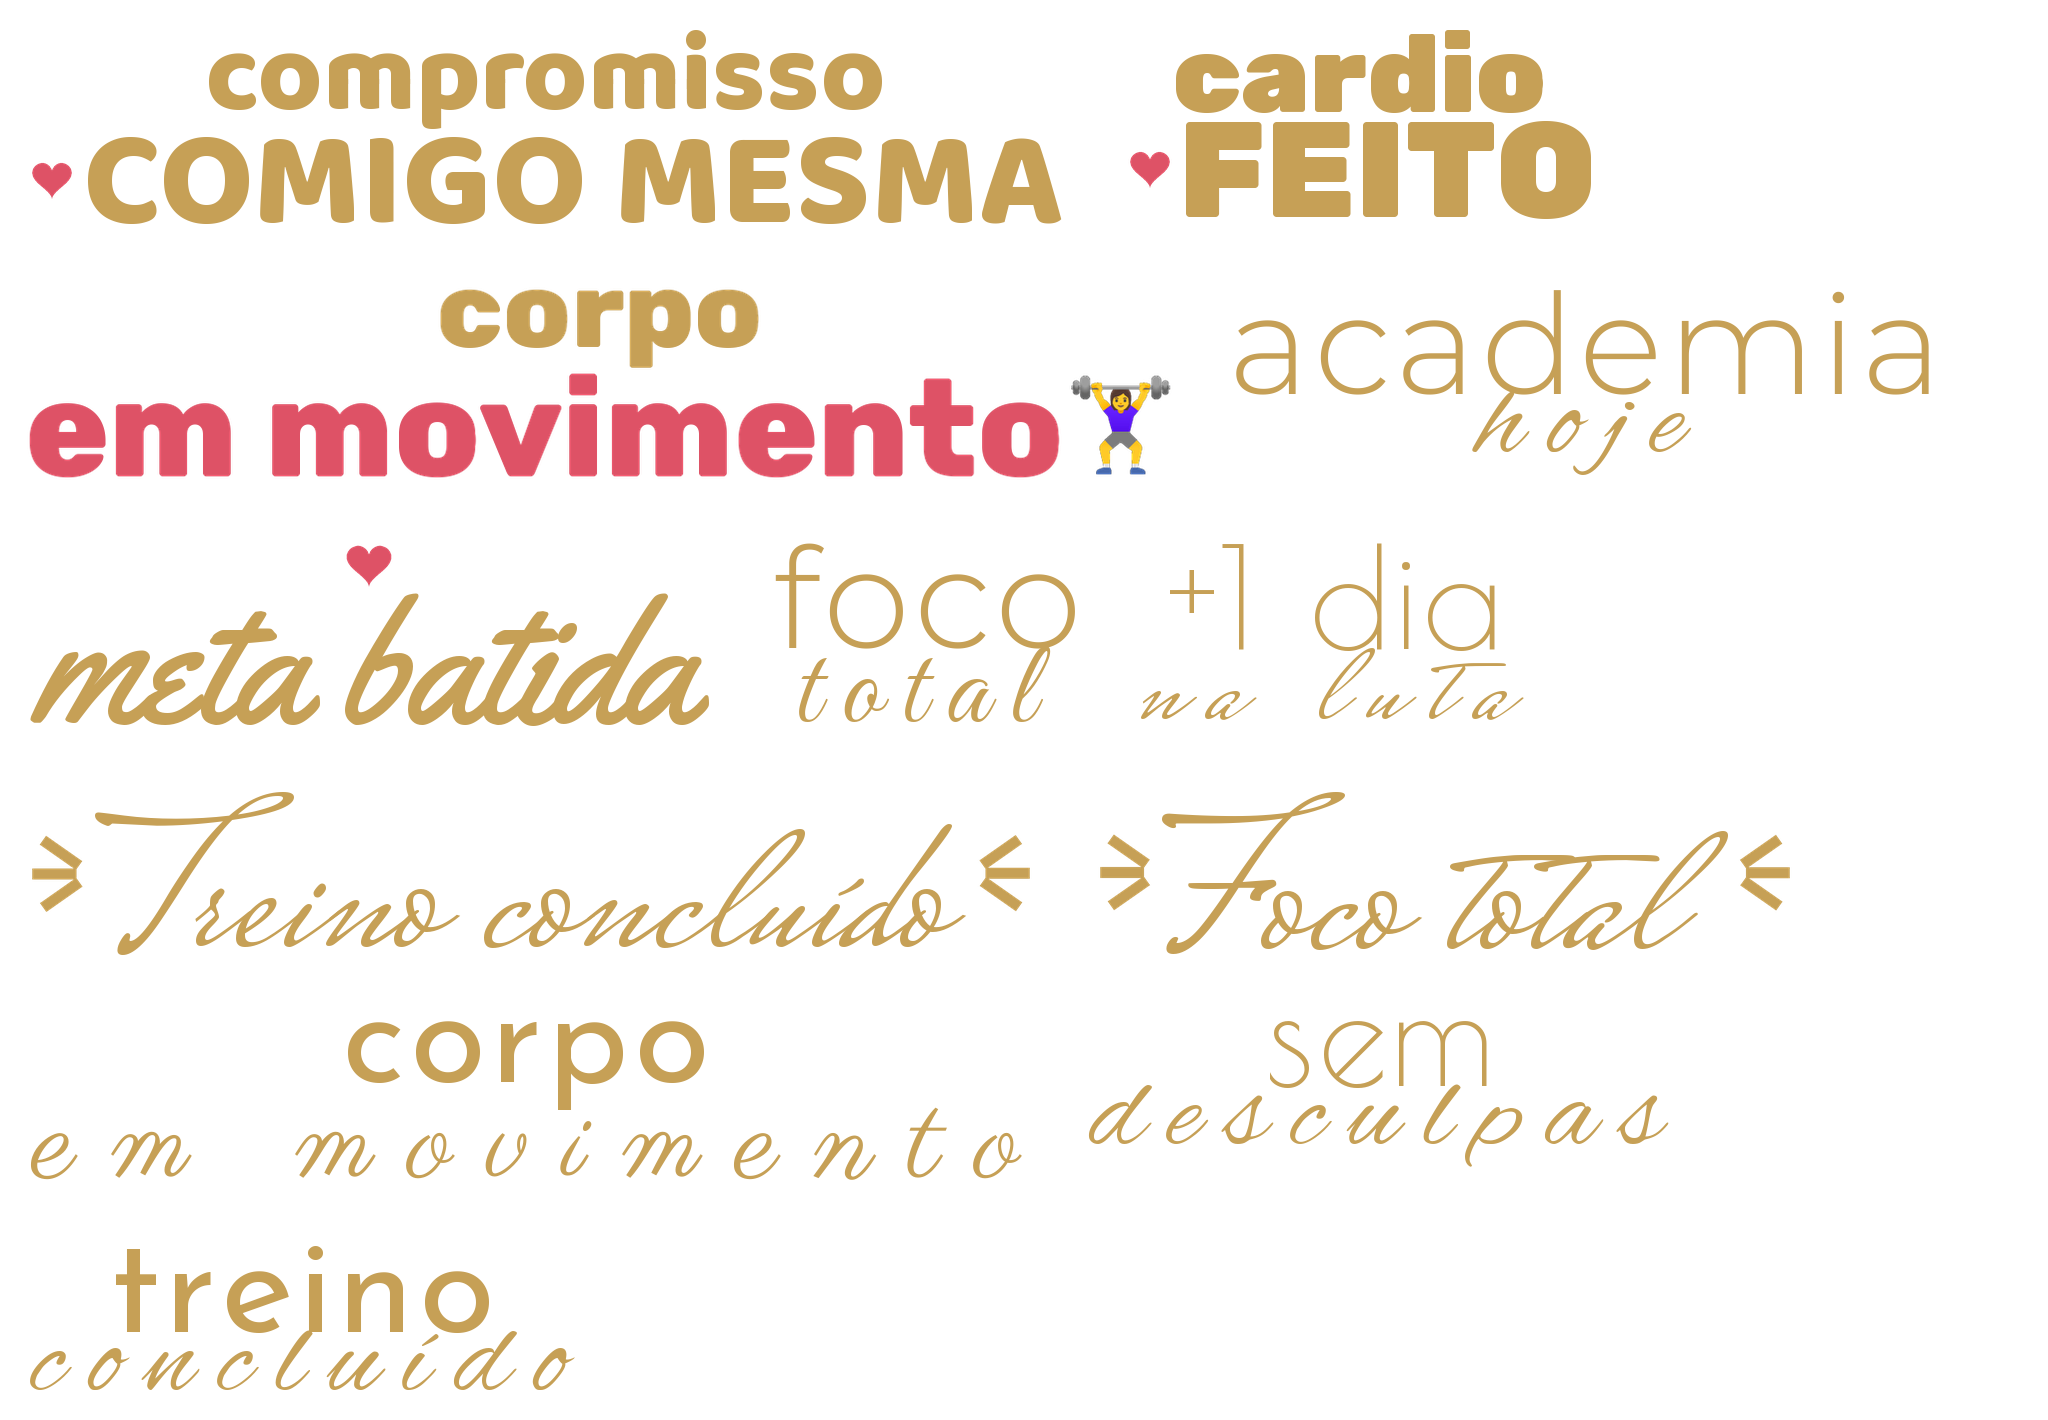 compromisso
COMIGO MESMA
cardio
FEITO
corpo
em movimento
academia
hoje
meta batida
foco
total
+1 dia
na luta
Treino concluído
Foco total
corpo
em movimento
sem
desculpas
treino
concluído